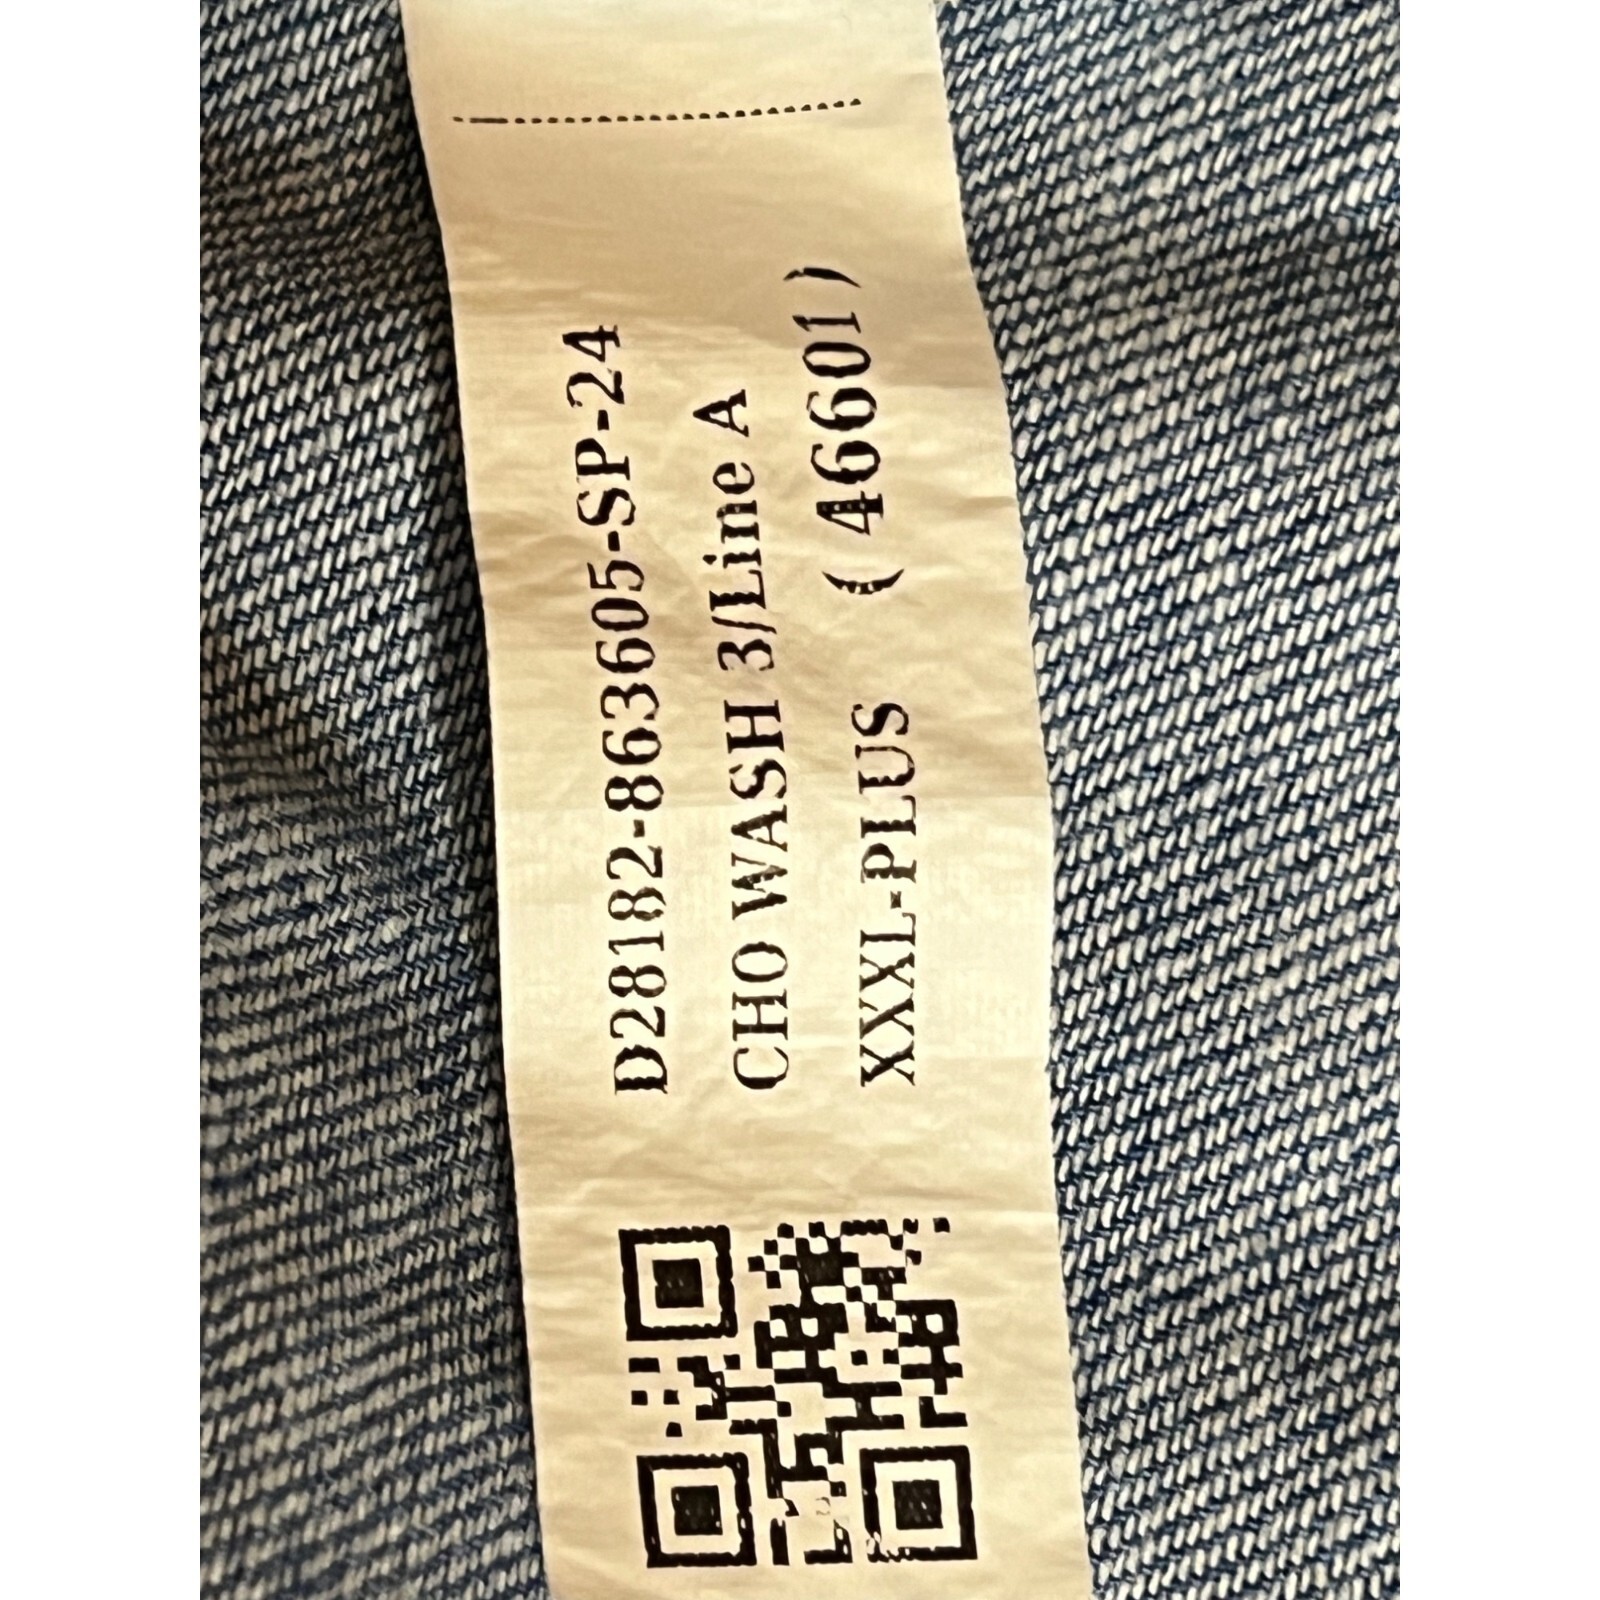 D28182-863605-SP-24
CHO WASH 3/Line A
XXXL-PLUS ( 46601 )